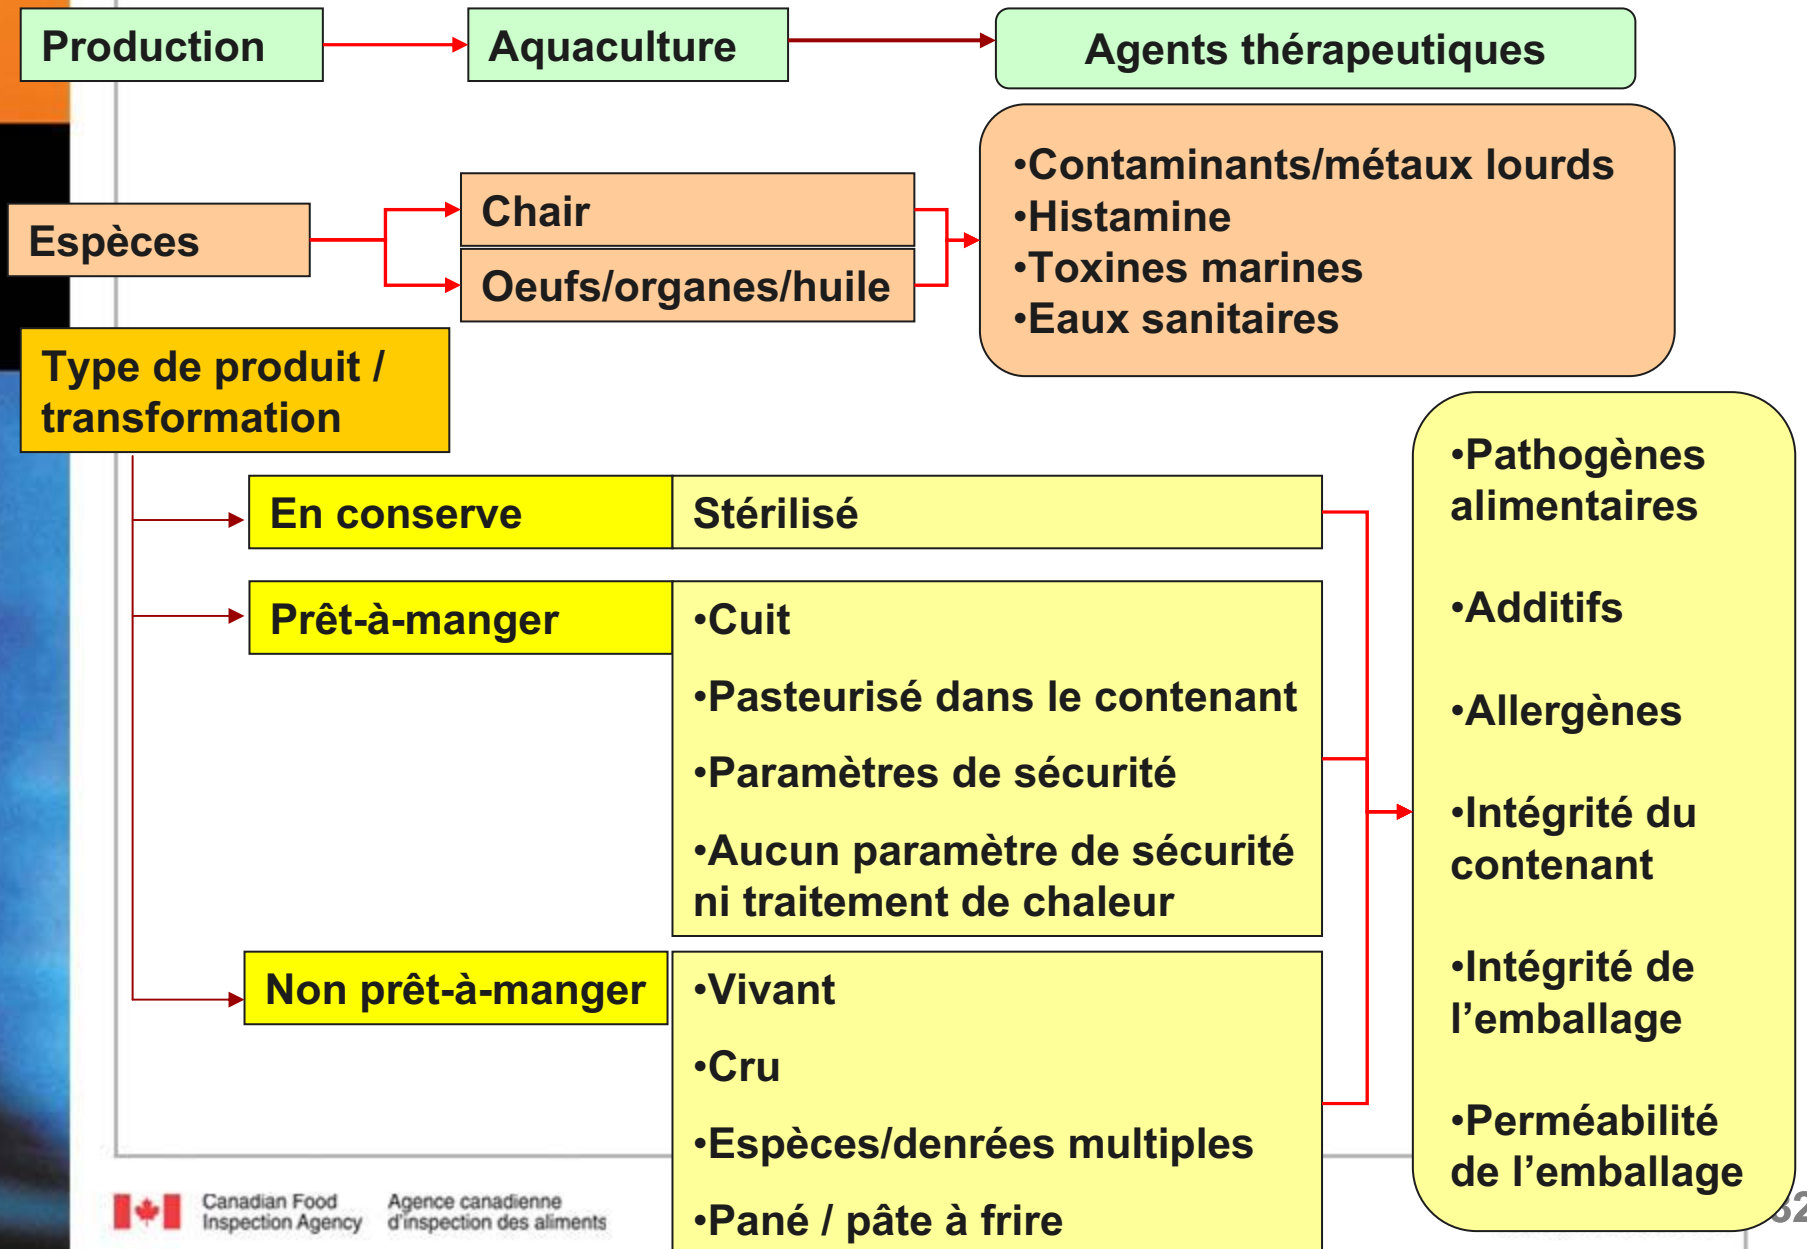 Production
Aquaculture
Agents thérapeutiques
Espèces
Chair
Oeufs/organes/huile
•Contaminants/métaux lourds
•Histamine
•Toxines marines
•Eaux sanitaires
Type de produit /
transformation
En conserve
Stérilisé
Prêt-à-manger
•Cuit
•Pasteurisé dans le contenant
•Paramètres de sécurité
•Aucun paramètre de sécurité
ni traitement de chaleur
Non prêt-à-manger
•Vivant
•Cru
•Espèces/denrées multiples
•Pané / pâte à frire
•Pathogènes
alimentaires
•Additifs
•Allergènes
•Intégrité du
contenant
•Intégrité de
l’emballage
•Perméabilité
de l’emballage
Canadian Food
Inspection Agency
Agence canadienne
d'inspection des aliments